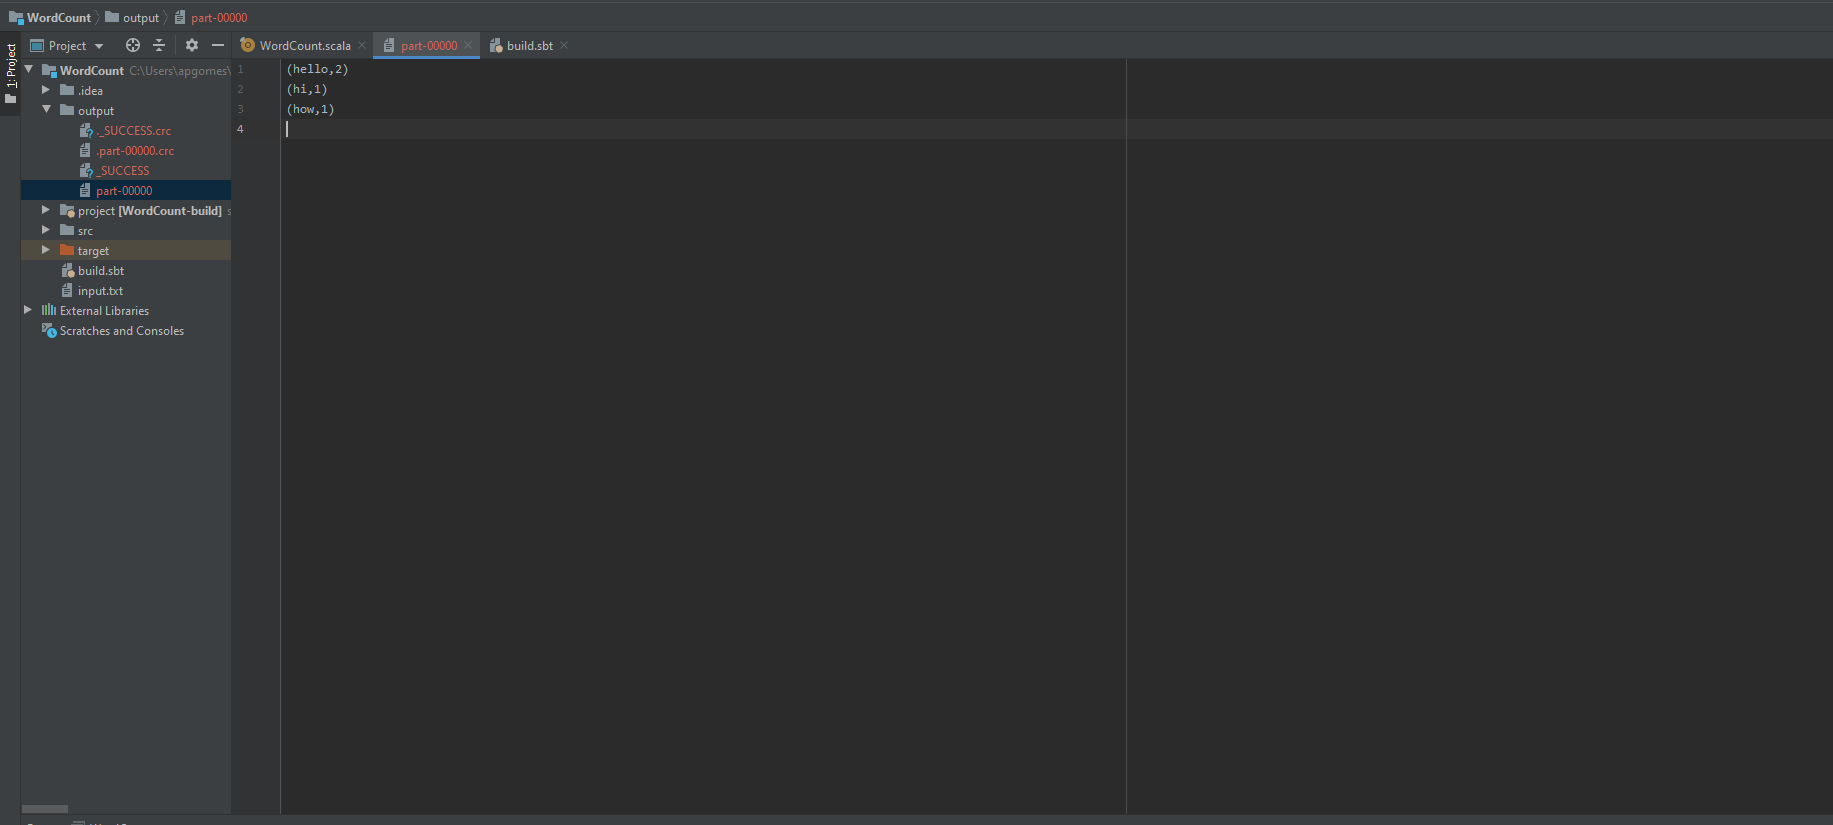 WordCount output part-00000
1: Project
Project
WordCount.scala part-00000 build.sbt
WordCount C:\Users\apgomes\
.idea
output
._SUCCESS.crc
.part-00000.crc
_SUCCESS
part-00000
project [WordCount-build] s
src
target
build.sbt
input.txt
External Libraries
Scratches and Consoles
1 (hello,2)
2 (hi,1)
3 (how,1)
4